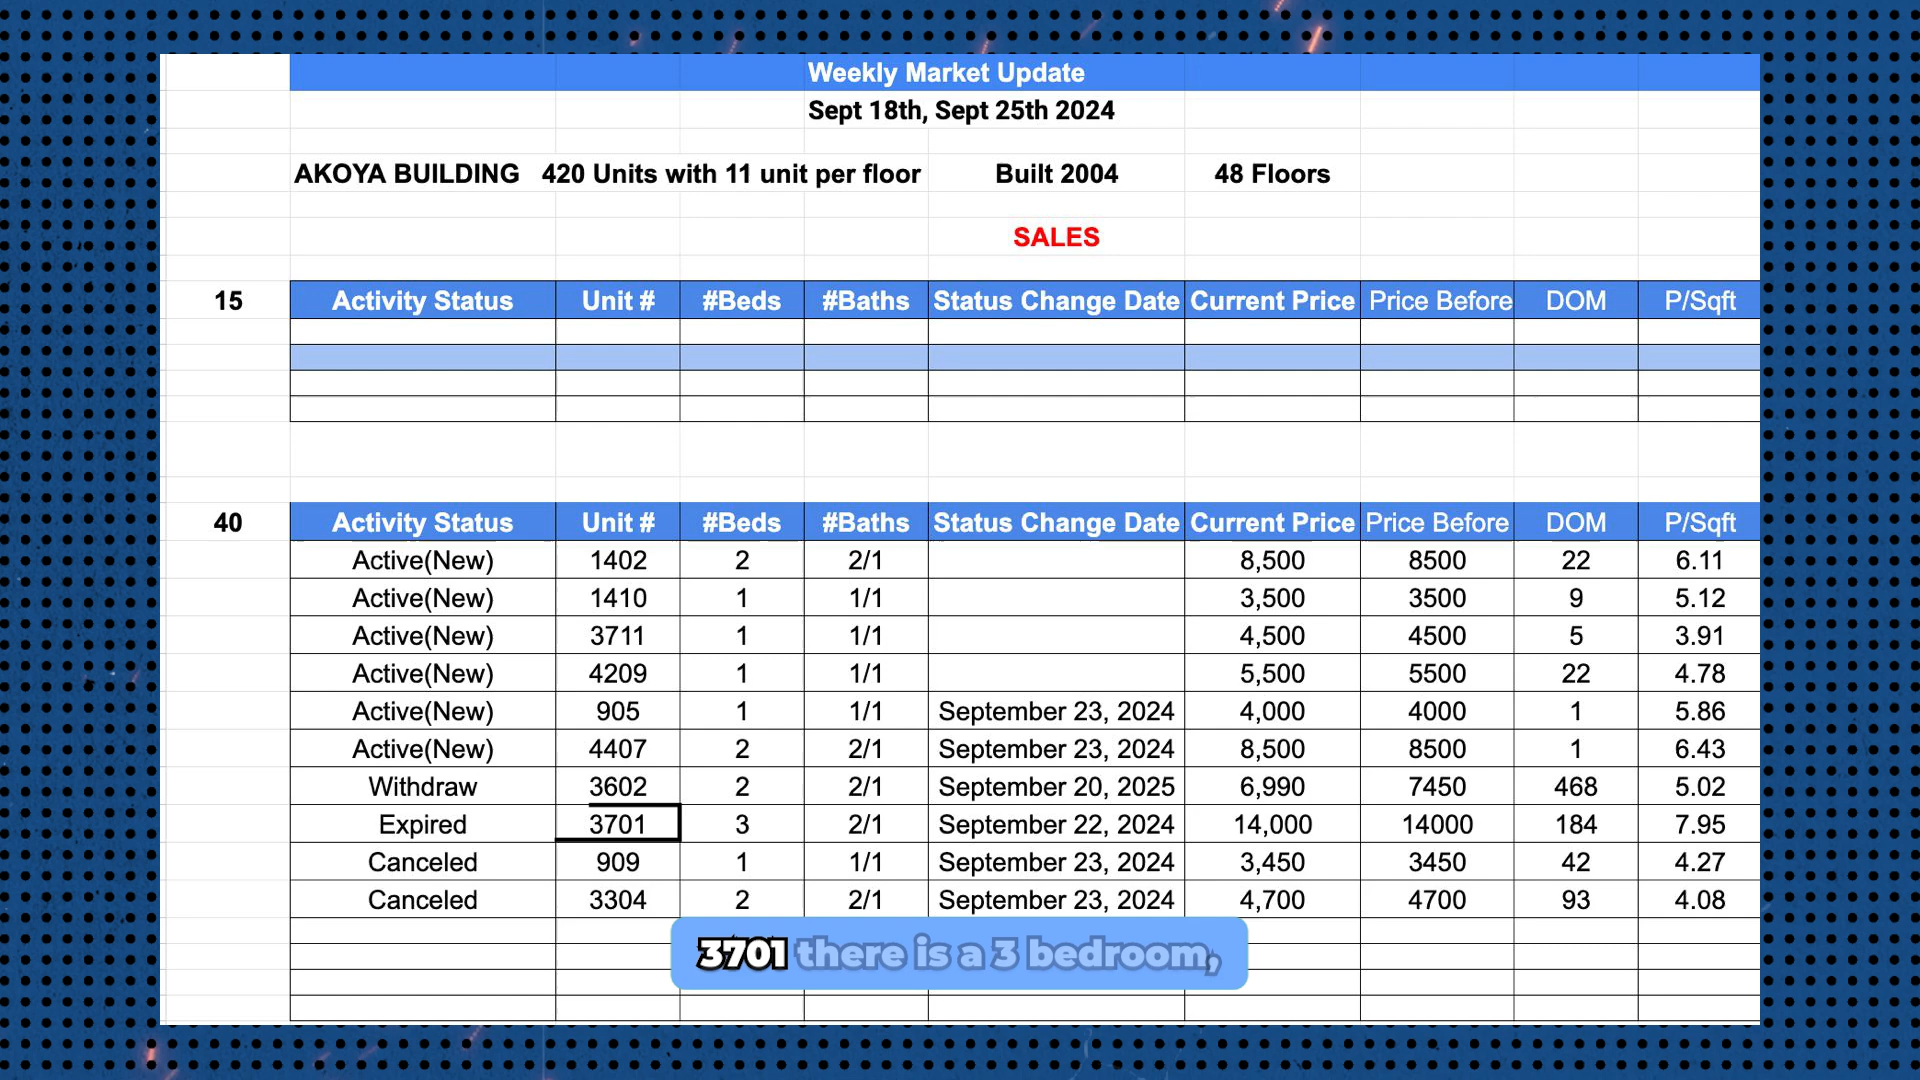 Weekly Market Update
Sept 18th, Sept 25th 2024
AKOYA BUILDING 420 Units with 11 unit per floor Built 2004 48 Floors
SALES
15 Activity Status Unit # #Beds #Baths Status Change Date Current Price Price Before DOM P/Sqft
40 Activity Status Unit # #Beds #Baths Status Change Date Current Price Price Before DOM P/Sqft
Active(New) 1402 2 2/1 8,500 8500 22 6.11
Active(New) 1410 1 1/1 3,500 3500 9 5.12
Active(New) 3711 1 1/1 4,500 4500 5 3.91
Active(New) 4209 1 1/1 5,500 5500 22 4.78
Active(New) 905 1 1/1 September 23, 2024 4,000 4000 1 5.86
Active(New) 4407 2 2/1 September 23, 2024 8,500 8500 1 6.43
Withdraw 3602 2 2/1 September 20, 2025 6,990 7450 468 5.02
Expired 3701 3 2/1 September 22, 2024 14,000 14000 184 7.95
Canceled 909 1 1/1 September 23, 2024 3,450 3450 42 4.27
Canceled 3304 2 2/1 September 23, 2024 4,700 4700 93 4.08
3701 there is a 3 bedroom,